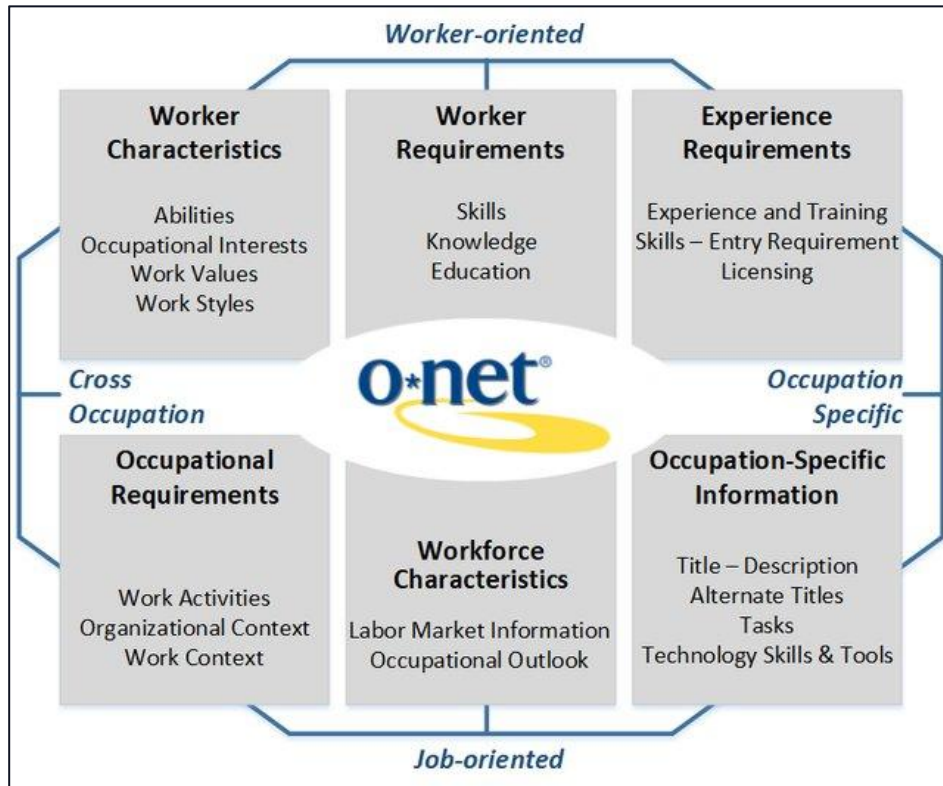 Worker-oriented
Worker
Characteristics
Abilities
Occupational Interests
Work Values
Work Styles
Worker
Requirements
Skills
Knowledge
Education
Experience
Requirements
Experience and Training
Skills – Entry Requirement
Licensing
Cross
Occupation
o*net®
Occupation
Specific
Occupational
Requirements
Work Activities
Organizational Context
Work Context
Workforce
Characteristics
Labor Market Information
Occupational Outlook
Occupation-Specific
Information
Title – Description
Alternate Titles
Tasks
Technology Skills & Tools
Job-oriented